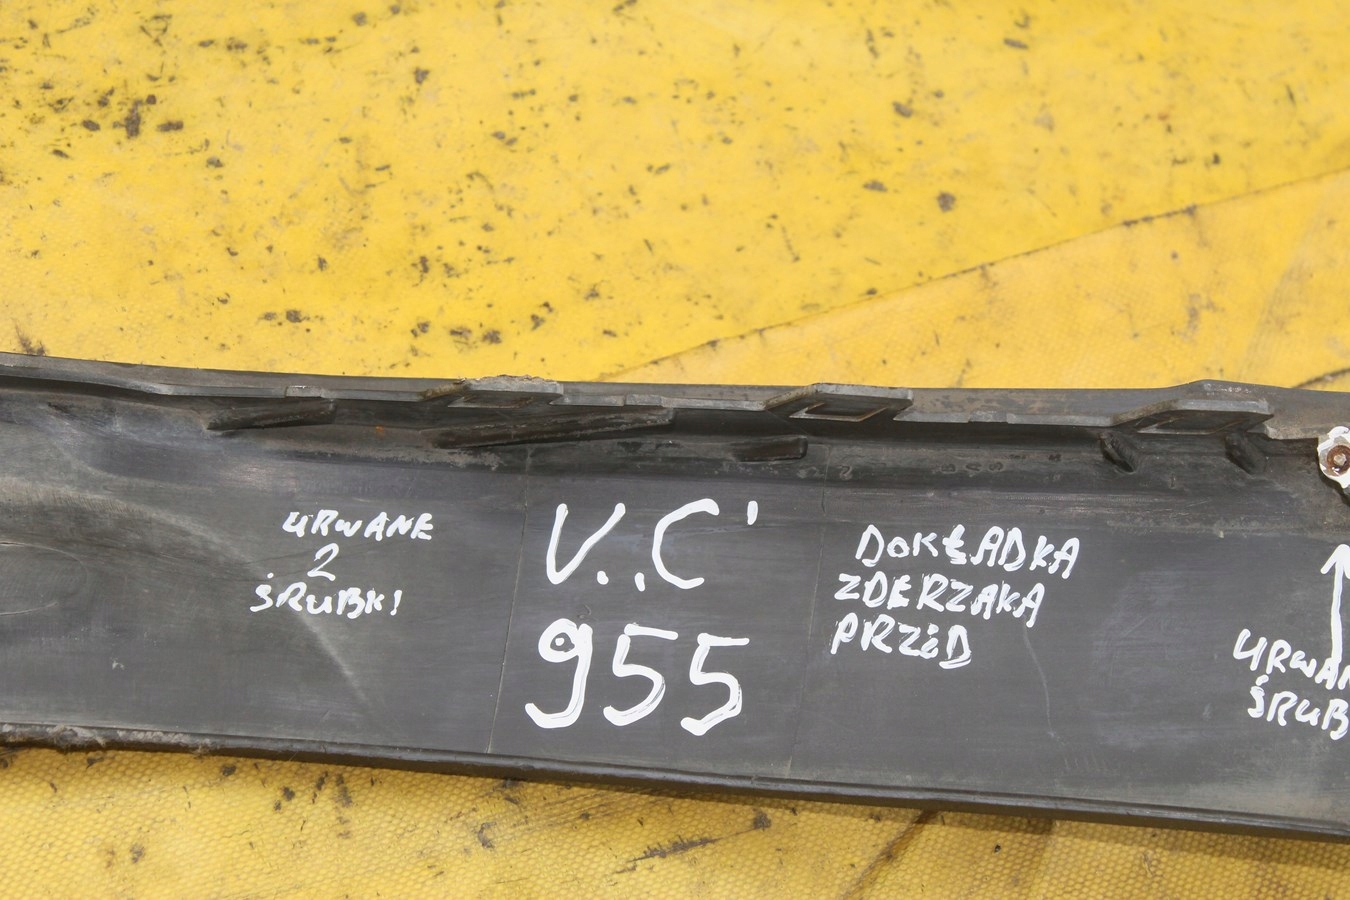 URWANE
2
ŚRUBKI
V..C'
955
DOKŁADKA
ZDERZAKA
PRZÓD